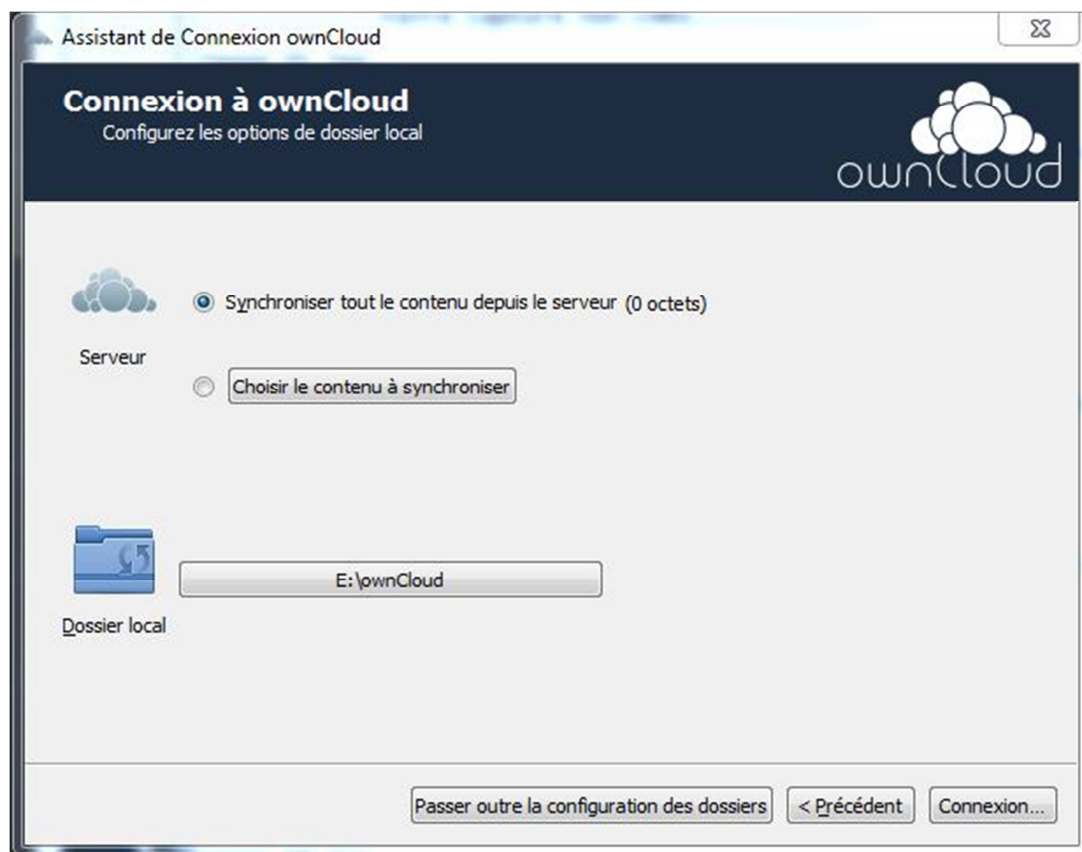 Assistant de Connexion ownCloud
Connexion à ownCloud
Configurez les options de dossier local
ownCloud
Synchroniser tout le contenu depuis le serveur (0 octets)
Serveur
Choisir le contenu à synchroniser
E:\ownCloud
Dossier local
Passer outre la configuration des dossiers
< Précédent
Connexion...